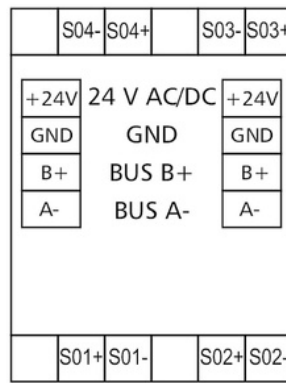 S04- S04+ S03- S03+
+24V 24 V AC/DC +24V
GND GND GND
B+ BUS B+ B+
A- BUS A- A-
S01+ S01- S02+ S02-